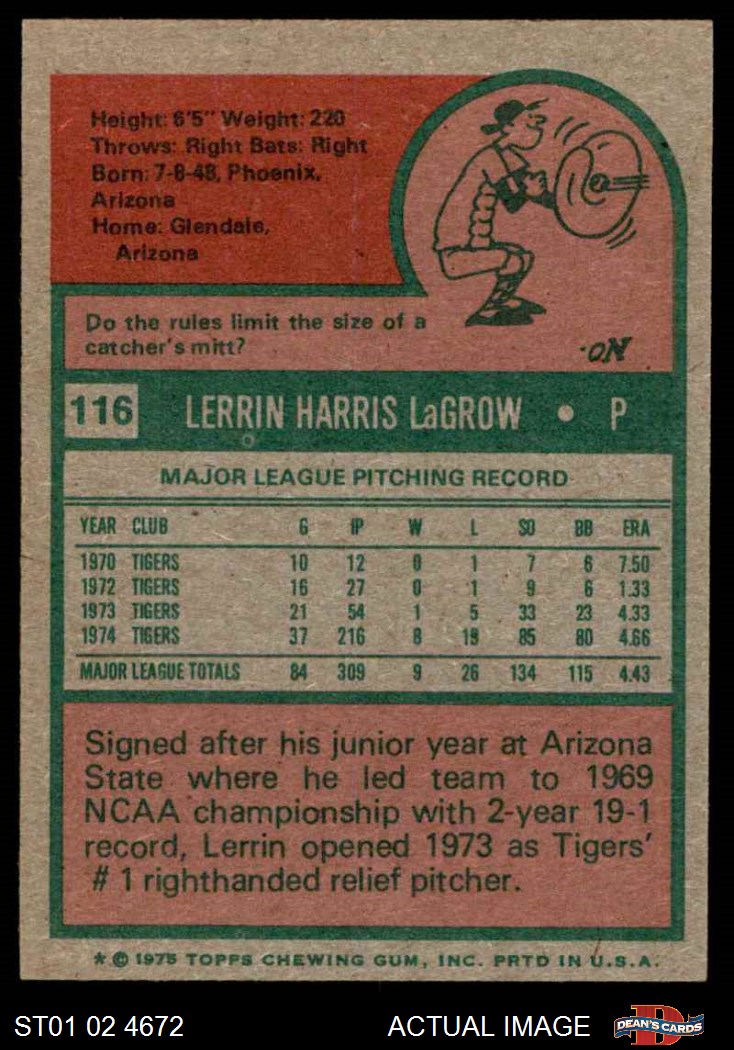 Height: 6'5" Weight: 220
Throws: Right Bats: Right
Born: 7-8-48, Phoenix,
Arizona
Home: Glendale,
Arizona
Do the rules limit the size of a
catcher's mitt?
No.
116 LERRIN HARRIS LaGROW • P
MAJOR LEAGUE PITCHING RECORD
YEAR CLUB G IP W L SO BB ERA
1970 TIGERS 10 12 0 1 7 6 7.50
1972 TIGERS 16 27 0 1 9 6 1.33
1973 TIGERS 21 54 1 5 33 23 4.33
1974 TIGERS 37 216 8 19 85 80 4.66
MAJOR LEAGUE TOTALS 84 309 9 26 134 115 4.43
Signed after his junior year at Arizona
State where he led team to 1969
NCAA championship with 2-year 19-1
record, Lerrin opened 1973 as Tigers'
# 1 righthanded relief pitcher.
* © 1975 TOPPS CHEWING GUM, INC. PRTD IN U.S.A.
ST01 02 4672 ACTUAL IMAGE DEAN'S CARDS